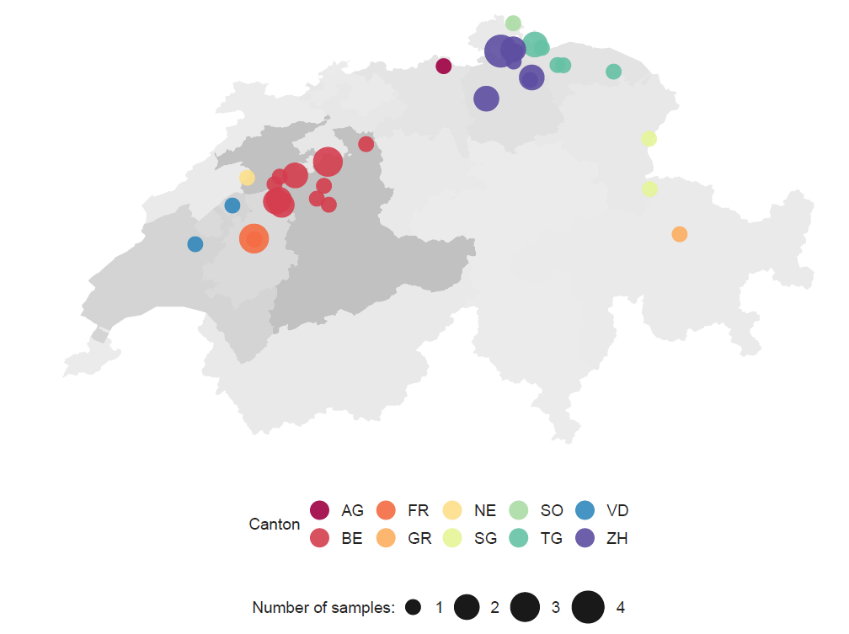 Canton AG FR NE SO VD
BE GR SG TG ZH
Number of samples: 1 2 3 4